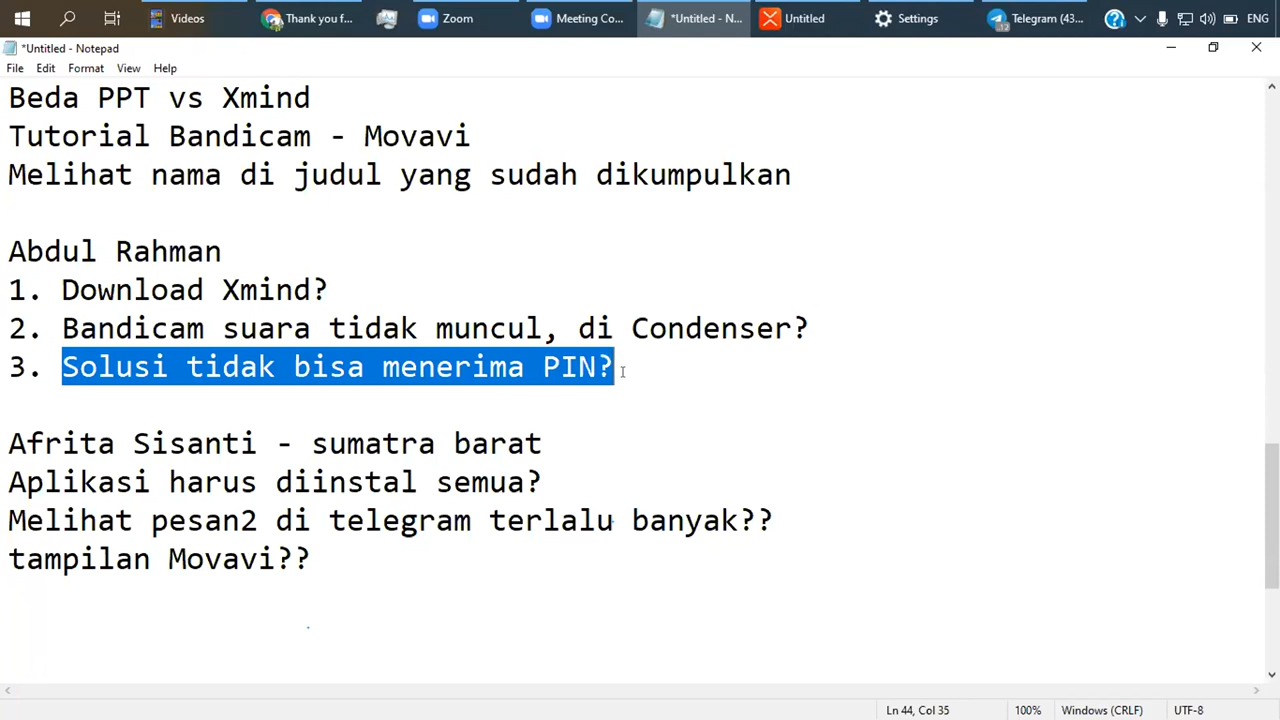 Videos
Thank you f...
Zoom
Meeting Co...
*Untitled - N...
Untitled
Settings
Telegram (43...
ENG
*Untitled - Notepad
File Edit Format View Help
Beda PPT vs Xmind
Tutorial Bandicam - Movavi
Melihat nama di judul yang sudah dikumpulkan
Abdul Rahman
1. Download Xmind?
2. Bandicam suara tidak muncul, di Condenser?
3. Solusi tidak bisa menerima PIN?
Afrita Sisanti - sumatra barat
Aplikasi harus diinstal semua?
Melihat pesan2 di telegram terlalu banyak??
tampilan Movavi??
Ln 44, Col 35
100%
Windows (CRLF)
UTF-8